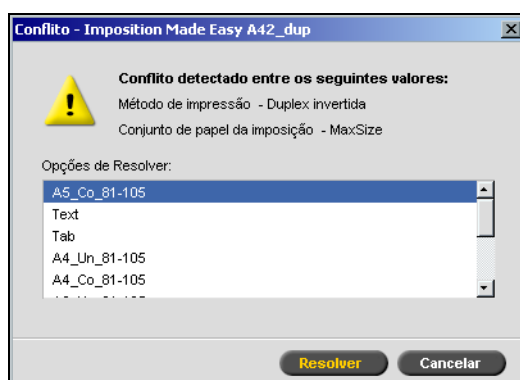 Conflito - Imposition Made Easy A42_dup
Conflito detectado entre os seguintes valores:
Método de impressão - Duplex invertida
Conjunto de papel da imposição - MaxSize
Opções de Resolver:
A5_Co_81-105
Text
Tab
A4_Un_81-105
A4_Co_81-105
Resolver Cancelar